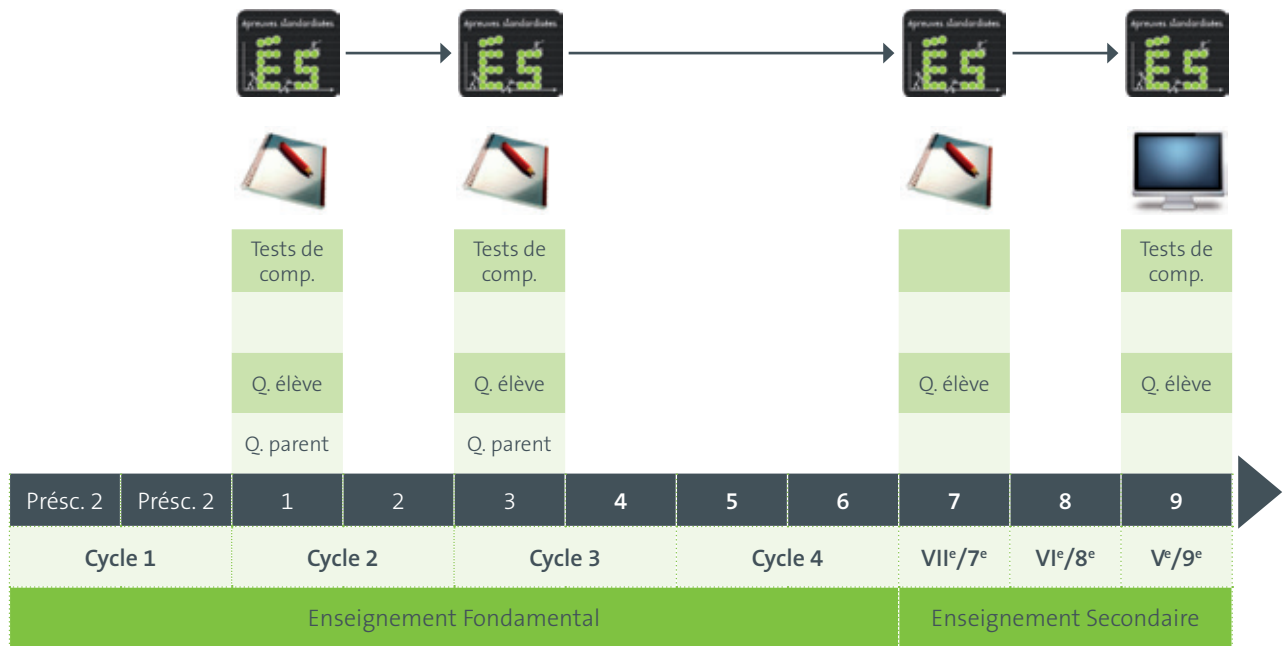 épreuves standardisées
épreuves standardisées
épreuves standardisées
épreuves standardisées
És
És
És
És
Tests de
comp.
Tests de
comp.
Tests de
comp.
Q. élève
Q. élève
Q. élève
Q. élève
Q. parent
Q. parent
Présc. 2 Présc. 2 1 2 3 4 5 6 7 8 9
Cycle 1 Cycle 2 Cycle 3 Cycle 4 VIIᵉ/7ᵉ VIᵉ/8ᵉ Vᵉ/9ᵉ
Enseignement Fondamental Enseignement Secondaire